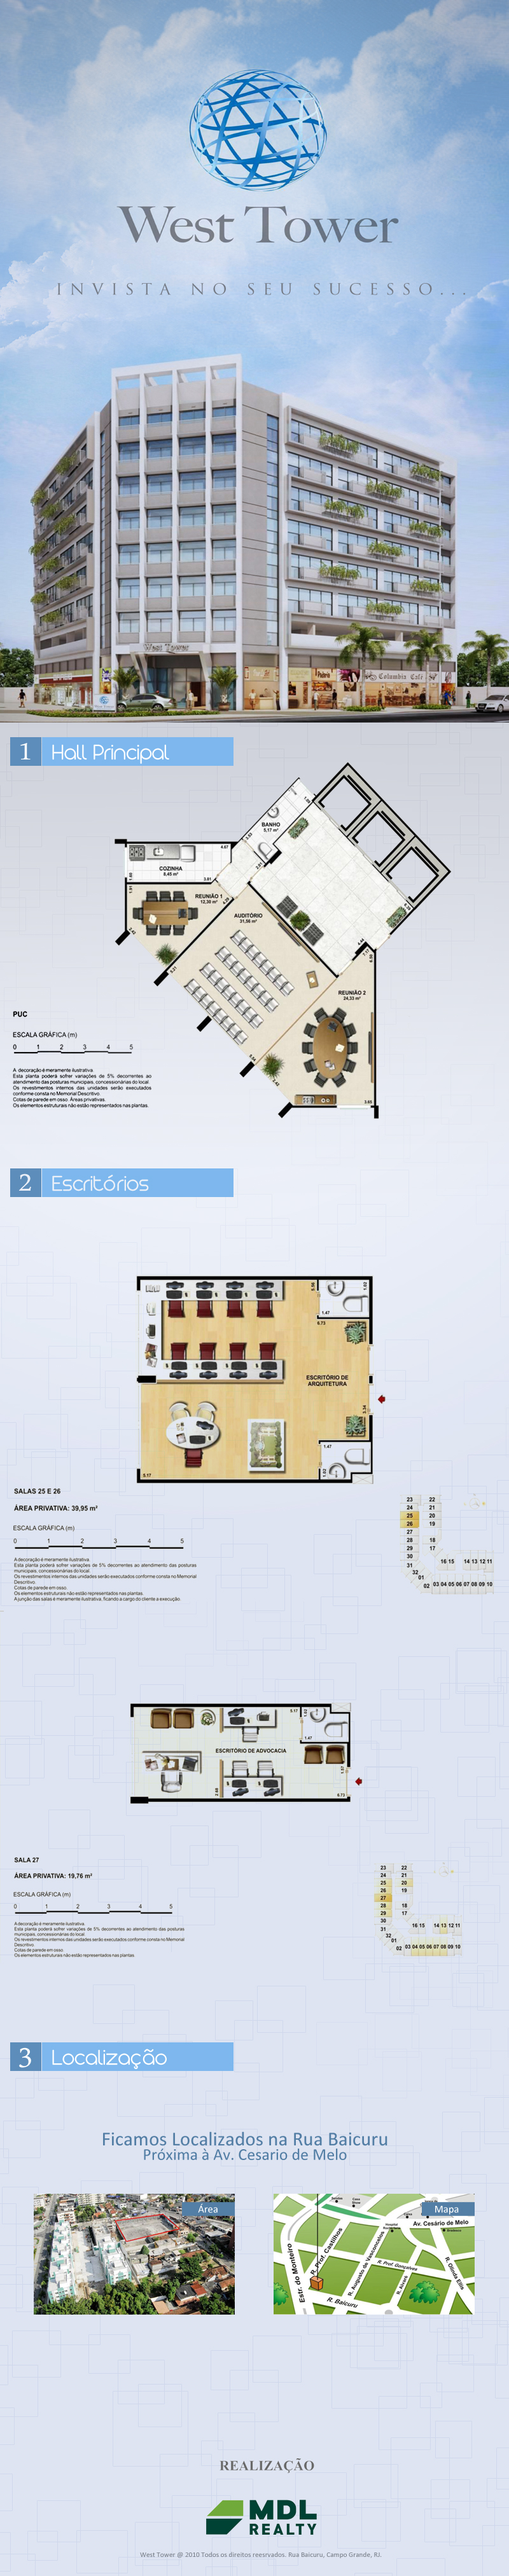 West Tower
INVISTA NO SEU SUCESSO...
West Tower
Columbia Café
1 Hall Principal
BANHO
5,17 m²
COZINHA
8,45 m²
REUNIÃO 1
12,38 m²
AUDITÓRIO
31,56 m²
REUNIÃO 2
24,33 m²
PUC
ESCALA GRÁFICA (m)
0 1 2 3 4 5
A decoração é meramente ilustrativa
Esta planta poderá sofrer variações de 5% decorrentes ao
atendimento das posturas municipais, concessionárias do local.
Os revestimentos internos das unidades serão executados
conforme consta no Memorial Descritivo.
Cotas de parede em osso. Áreas privativas.
Os elementos estruturais não estão representados nas plantas.
2 Escritórios
1.47
6.73
ESCRITÓRIO DE
ARQUITETURA
1.47
3.17
SALAS 25 E 26
ÁREA PRIVATIVA: 39,95 m²
ESCALA GRÁFICA (m)
0 1 2 3 4 5
A decoração é meramente ilustrativa.
Esta planta poderá sofrer variações de 5% decorrentes ao atendimento das posturas
municipais, concessionárias do local.
Os revestimentos internos das unidades serão executados conforme consta no Memorial
Descritivo.
Cotas de parede em osso.
Os elementos estruturais não estão representados nas plantas.
A junção das salas é meramente ilustrativa, ficando a cargo do cliente a execução.
23 22
24 21
25 20
26 19
27
28 18
29 17
30
31 16 15 14 13 12 11
32
01
02 03 04 05 06 07 08 09 10
3.17
1.47
ESCRITÓRIO DE ADVOCACIA
6.73
SALA 27
ÁREA PRIVATIVA: 19,76 m²
ESCALA GRÁFICA (m)
0 1 2 3 4 5
A decoração é meramente ilustrativa.
Esta planta poderá sofrer variações de 5% decorrentes ao atendimento das posturas
municipais, concessionárias do local.
Os revestimentos internos das unidades serão executados conforme consta no Memorial
Descritivo.
Cotas de parede em osso.
Os elementos estruturais não estão representados nas plantas.
23 22
24 21
25 20
26 19
27
28 18
29 17
30
31 16 15 14 13 12 11
32
01
02 03 04 05 06 07 08 09 10
3 Localização
Ficamos Localizados na Rua Baicuru
Próxima à Av. Cesario de Melo
Área
Mapa
Av. Cesário de Melo
Estr. do Monteiro
R. Prof. Castilhos
R. Augusto de Vasconcelos
R. Prof. Gonçalves
R. Olinda Ellis
R. Baicuru
REALIZAÇÃO
MDL
REALTY
West Tower @ 2010 Todos os direitos reesrvados. Rua Baicuru, Campo Grande, RJ.